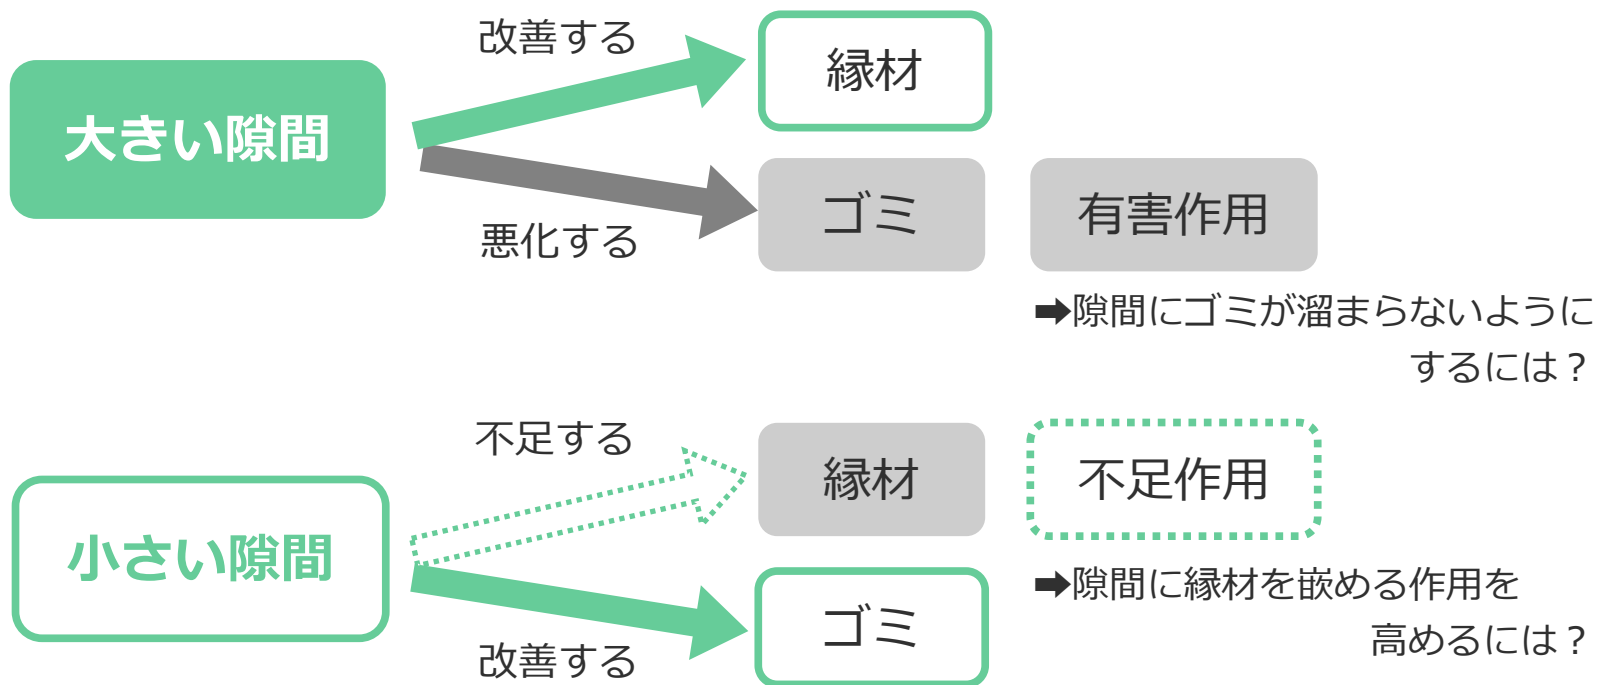 改善する
縁材
大きい隙間
ゴミ
有害作用
悪化する
➡隙間にゴミが溜まらないように
するには？
不足する
縁材
不足作用
小さい隙間
➡隙間に縁材を嵌める作用を
高めるには？
ゴミ
改善する